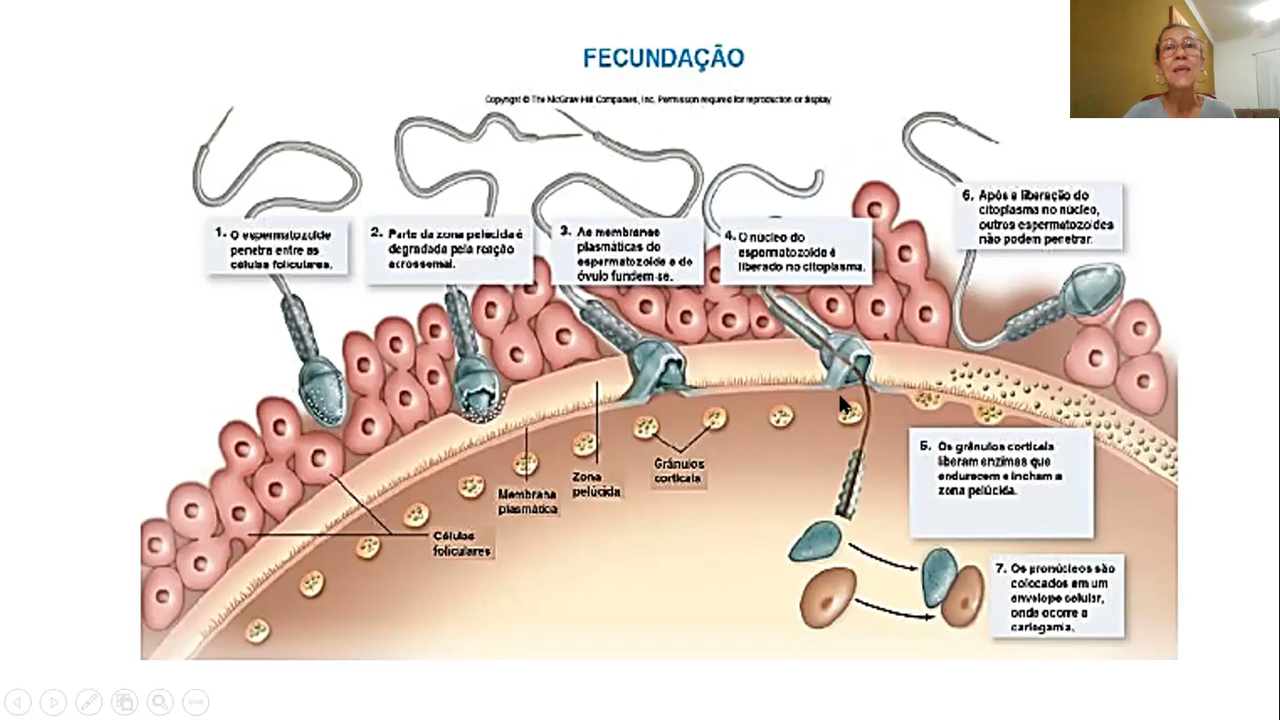 FECUNDAÇÃO
Copyright © The McGraw-Hill Companies, Inc. Permission required for reproduction or display
1. O espermatozoide
penetra entre as
células foliculares.
2. Parte da zona pelúcida é
degradada pela reação
acrossomal.
3. As membranas
plasmáticas do
espermatozoide e do
óvulo fundem-se.
4. O núcleo do
espermatozoide é
liberado no citoplasma.
6. Após a liberação do
citoplasma no núcleo,
outros espermatozoides
não podem penetrar.
5. Os grânulos corticais
liberam enzimas que
endurecem e incham a
zona pelúcida.
Grânulos
corticais
Zona
pelúcida
Membrana
plasmática
Células
foliculares
7. Os pronúcleos são
colocados em um
envelope celular,
onde ocorre a
cariogamia.